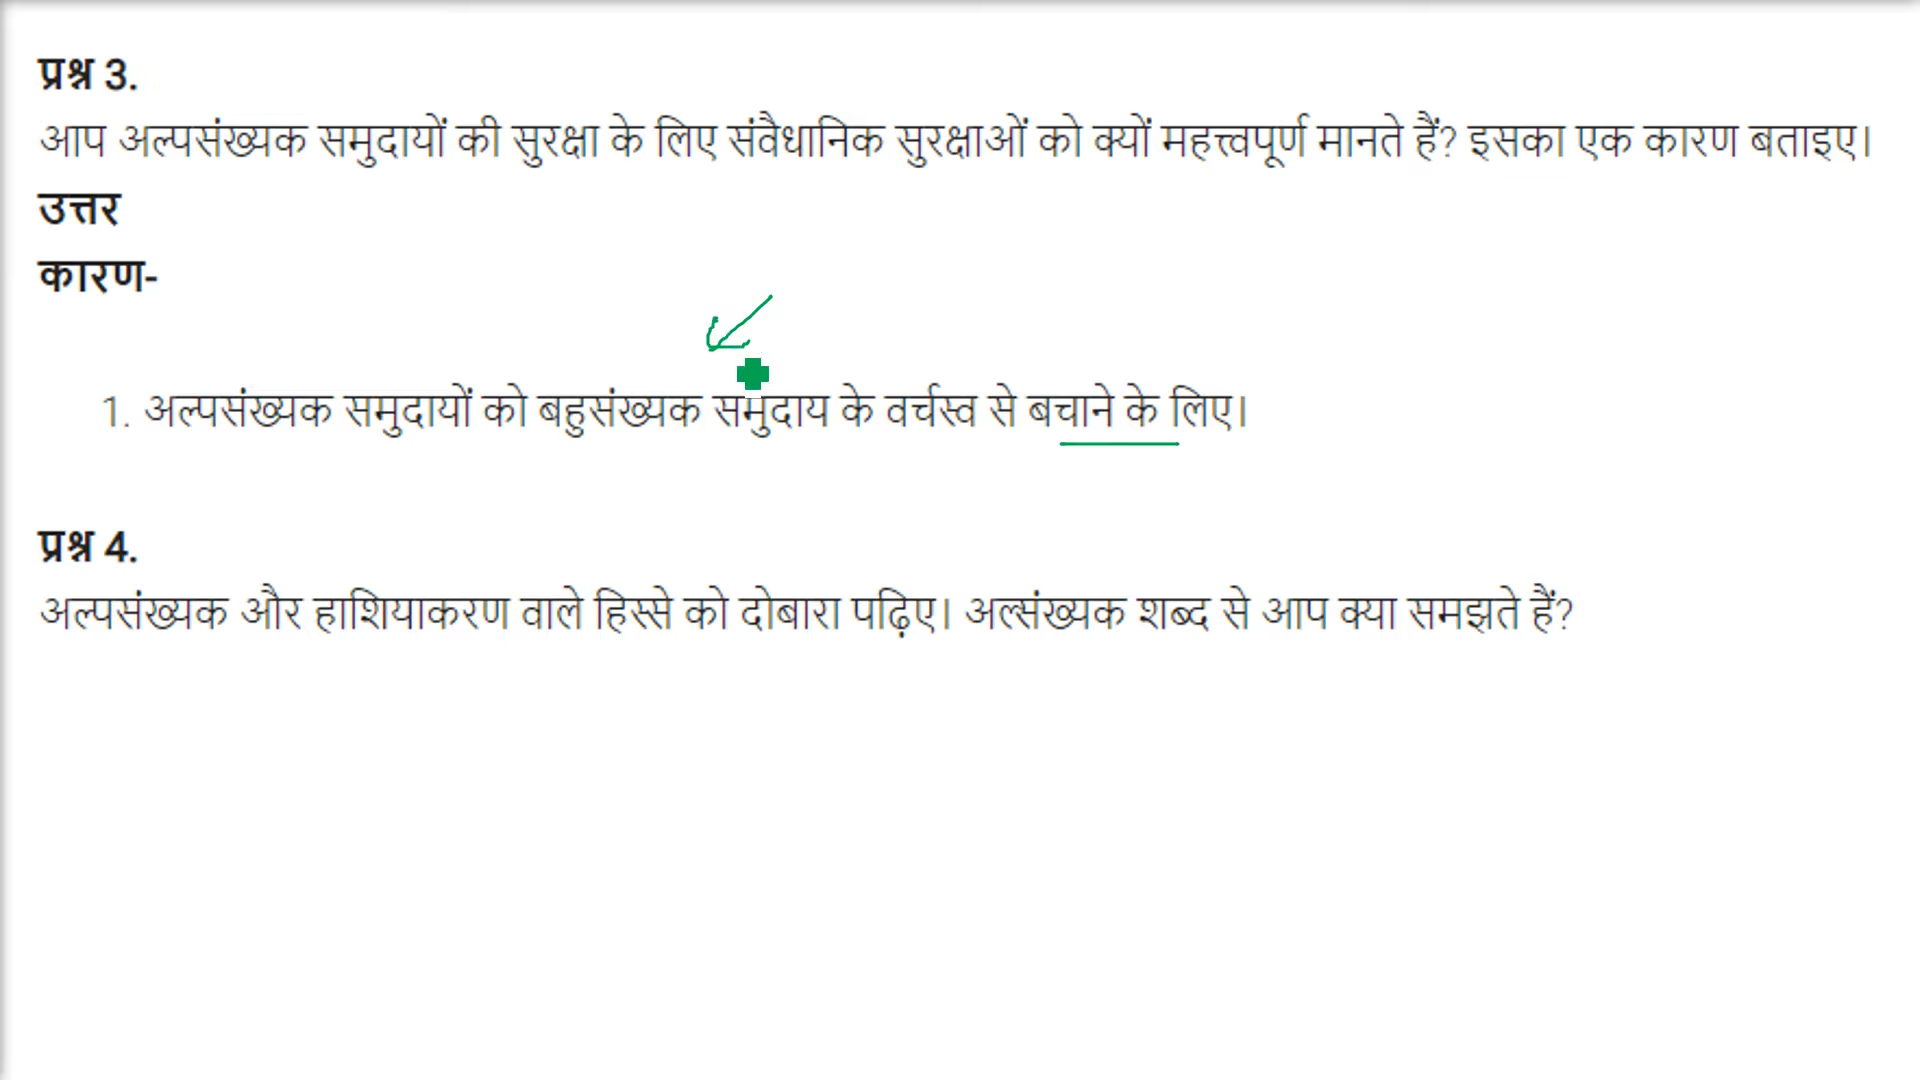 प्रश्न 3.
आप अल्पसंख्यक समुदायों की सुरक्षा के लिए संवैधानिक सुरक्षाओं को क्यों महत्त्वपूर्ण मानते हैं? इसका एक कारण बताइए।
उत्तर
कारण-
1. अल्पसंख्यक समुदायों को बहुसंख्यक समुदाय के वर्चस्व से बचाने के लिए।
प्रश्न 4.
अल्पसंख्यक और हाशियाकरण वाले हिस्से को दोबारा पढ़िए। अल्संख्यक शब्द से आप क्या समझते हैं?